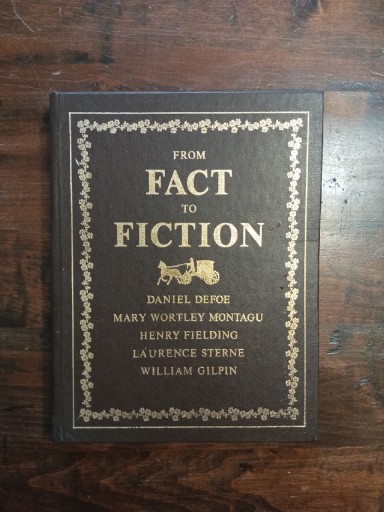 FROM
FACT
TO
FICTION
DANIEL DEFOE
MARY WORTLEY MONTAGU
HENRY FIELDING
LAURENCE STERNE
WILLIAM GILPIN